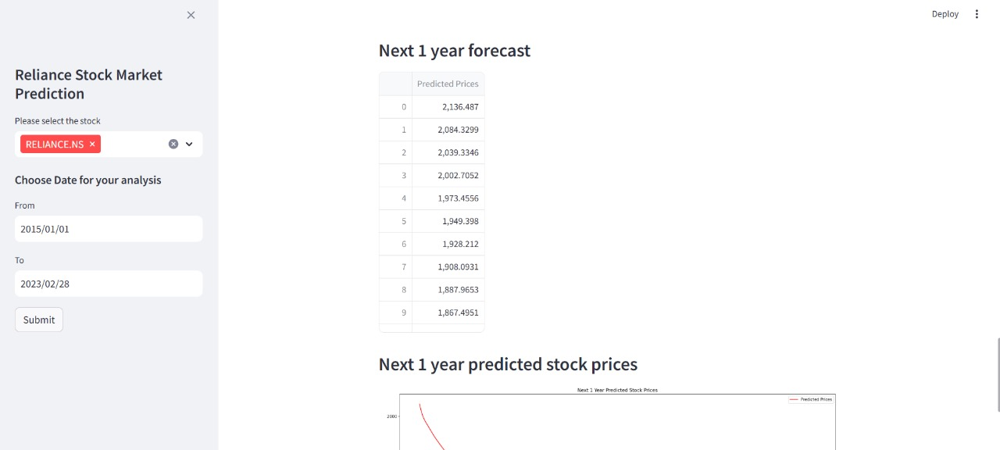 Deploy
Reliance Stock Market
Prediction
Please select the stock
RELIANCE.NS
Choose Date for your analysis
From
2015/01/01
To
2023/02/28
Submit
Next 1 year forecast
Predicted Prices
0 2,136.487
1 2,084.3299
2 2,039.3346
3 2,002.7052
4 1,973.4556
5 1,949.398
6 1,928.212
7 1,908.0931
8 1,887.9653
9 1,867.4951
Next 1 year predicted stock prices
Next 1 Year Predicted Stock Prices
Predicted Prices
2000